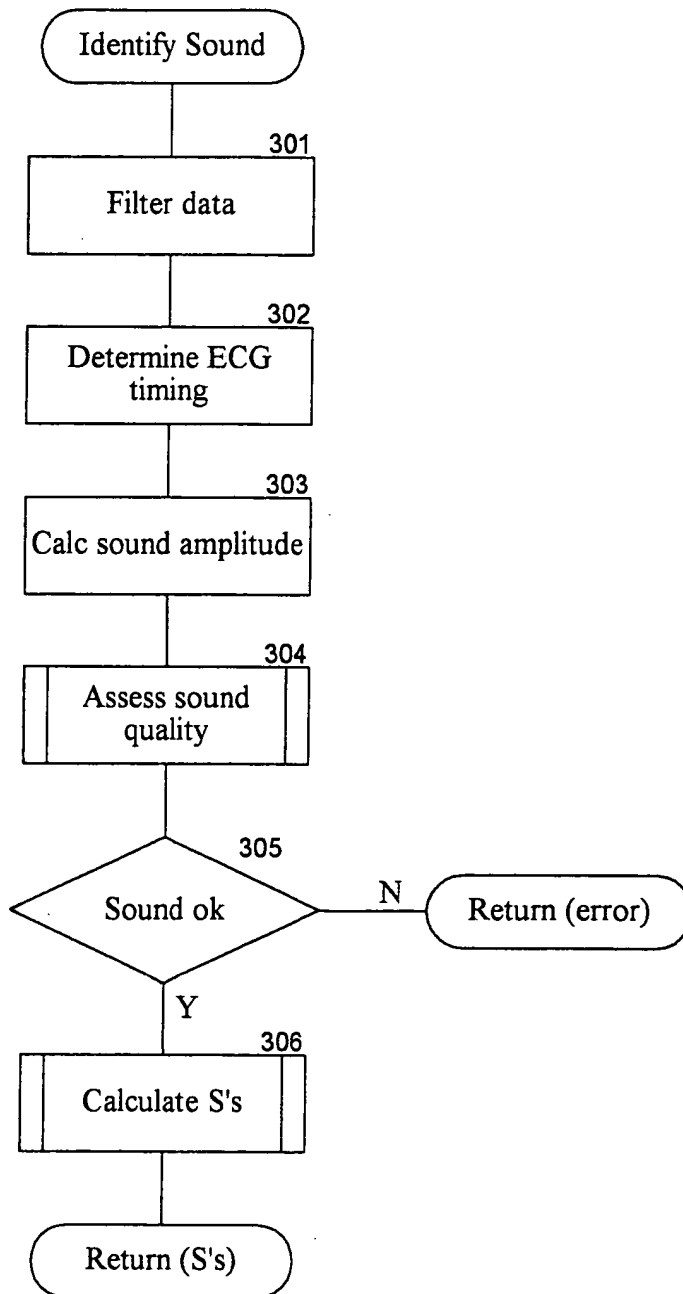 Identify Sound
301
Filter data
302
Determine ECG
timing
303
Calc sound amplitude
304
Assess sound
quality
305
Sound ok
N
Return (error)
Y
306
Calculate S's
Return (S's)